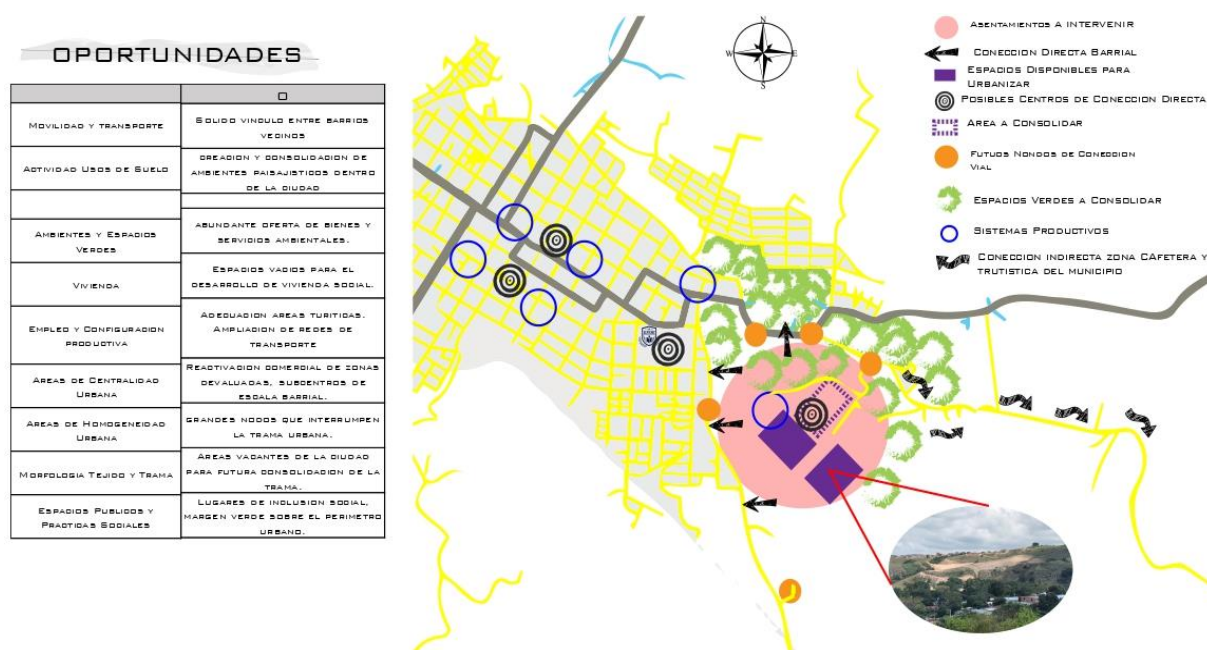 OPORTUNIDADES
O
MOVILIDAD Y TRANSPORTE
SOLIDO VINCULO ENTRE BARRIOS
VECINOS
ACTIVIDAD USOS DE SUELO
CREACION Y CONSOLIDACION DE
AMBIENTES PAISAJISTICOS DENTRO
DE LA CIUDAD
AMBIENTES Y ESPACIOS
VERDES
ABUNDANTE OFERTA DE BIENES Y
SERVICIOS AMBIENTALES.
VIVIENDA
ESPACIOS VACIOS PARA EL
DESARROLLO DE VIVIENDA SOCIAL.
EMPLEO Y CONFIGURACION
PRODUCTIVA
ADECUACION AREAS TURITICAS.
AMPLIACION DE REDES DE
TRANSPORTE
AREAS DE CENTRALIDAD
URBANA
REACTIVACION COMERCIAL DE ZONAS
DEVALUADAS, SUBCENTROS DE
ESCALA BARRIAL.
AREAS DE HOMOGENEIDAD
URBANA
GRANDES NODOS QUE INTERRUMPEN
LA TRAMA URBANA.
MORFOLOGIA TEJIDO Y TRAMA
AREAS VACANTES DE LA CIUDAD
PARA FUTURA CONSOLIDACION DE LA
TRAMA.
ESPACIOS PUBLICOS Y
PRACTICAS SOCIALES
LUGARES DE INCLUSION SOCIAL,
MARGEN VERDE SOBRE EL PERIMETRO
URBANO.
N
W E
S
ASENTAMIENTOS A INTERVENIR
CONECCION DIRECTA BARRIAL
ESPACIOS DISPONIBLES PARA
URBANIZAR
POSIBLES CENTROS DE CONECCION DIRECTA
AREA A CONSOLIDAR
FUTUOS NONDOS DE CONECCION
VIAL
ESPACIOS VERDES A CONSOLIDAR
SISTEMAS PRODUCTIVOS
CONECCION INDIRECTA ZONA CAFETERA Y
TRUTISTICA DEL MUNICIPIO